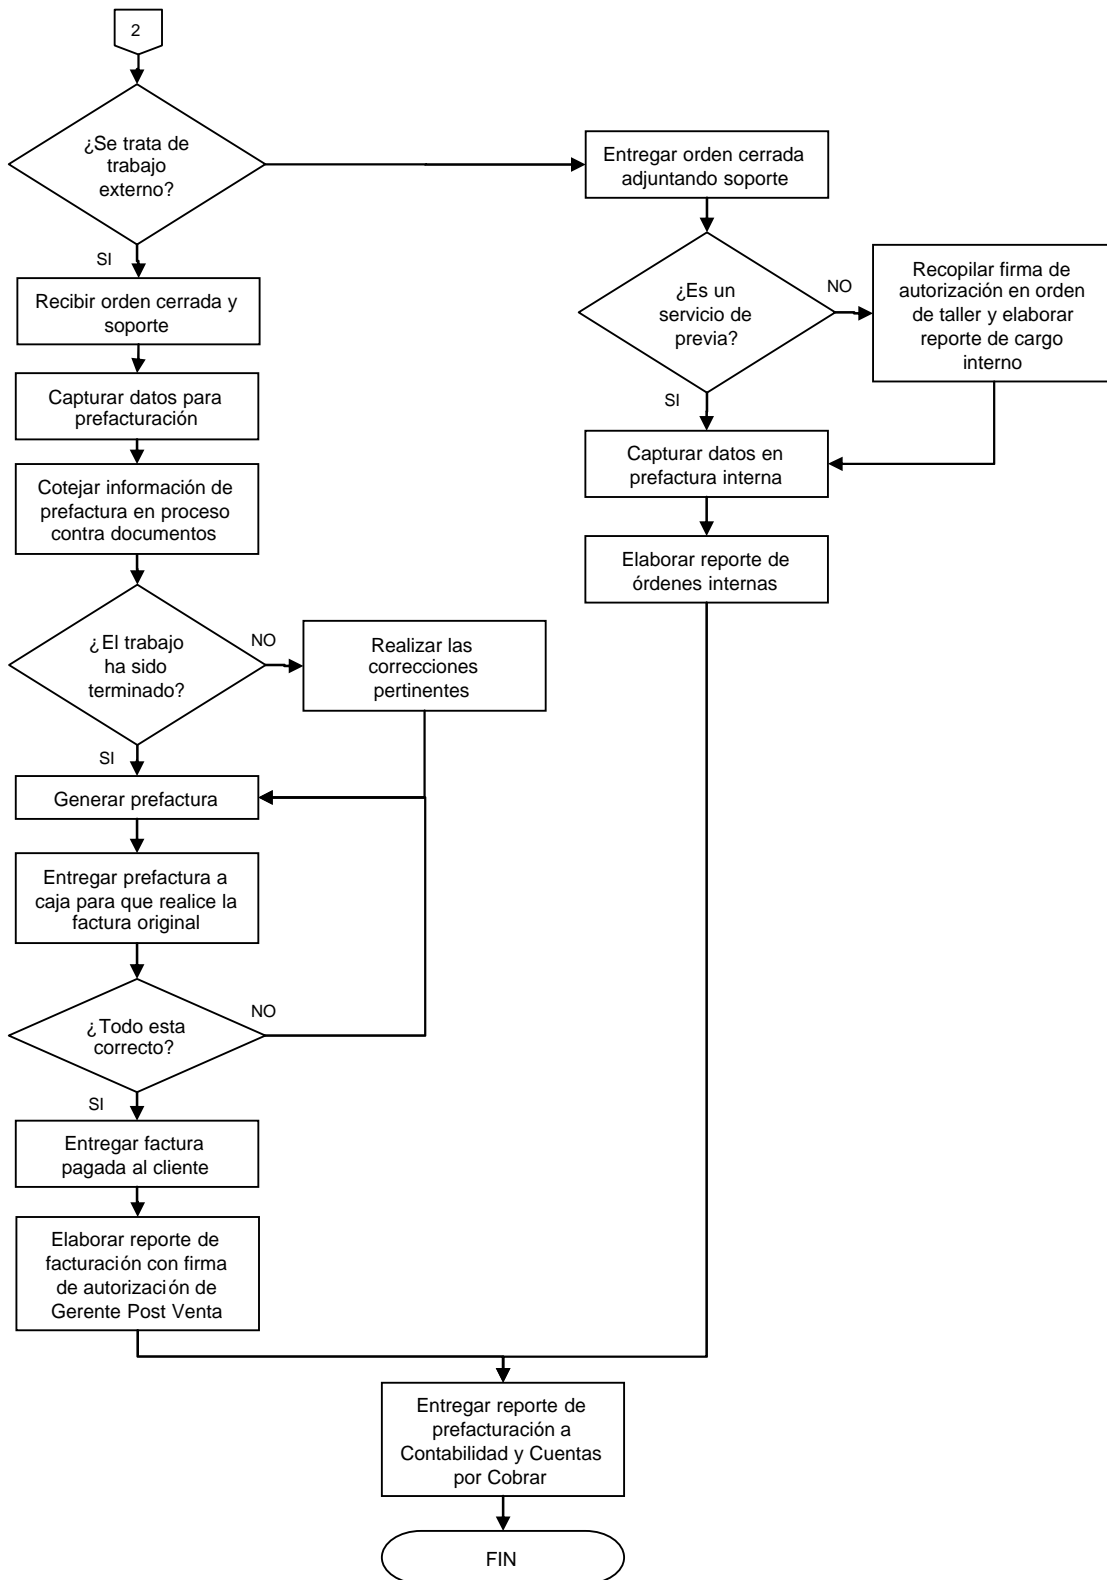 2
¿Se trata de
trabajo
externo?
SI
Recibir orden cerrada y
soporte
Capturar datos para
prefacturación
Cotejar información de
prefactura en proceso
contra documentos
¿El trabajo
ha sido
terminado?
NO
Realizar las
correcciones
pertinentes
SI
Generar prefactura
Entregar prefactura a
caja para que realice la
factura original
¿Todo esta
correcto?
NO
SI
Entregar factura
pagada al cliente
Elaborar reporte de
facturación con firma
de autorización de
Gerente Post Venta
Entregar orden cerrada
adjuntando soporte
¿Es un
servicio de
previa?
NO
Recopilar firma de
autorización en orden
de taller y elaborar
reporte de cargo
interno
SI
Capturar datos en
prefactura interna
Elaborar reporte de
órdenes internas
Entregar reporte de
prefacturación a
Contabilidad y Cuentas
por Cobrar
FIN